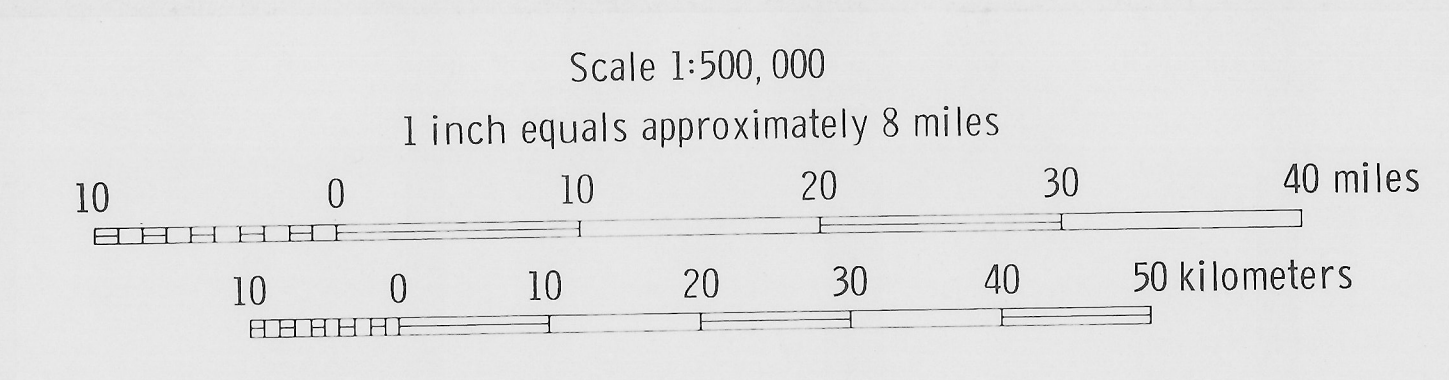 Scale 1:500,000
1 inch equals approximately 8 miles
10 0 10 20 30 40 miles
10 0 10 20 30 40 50 kilometers